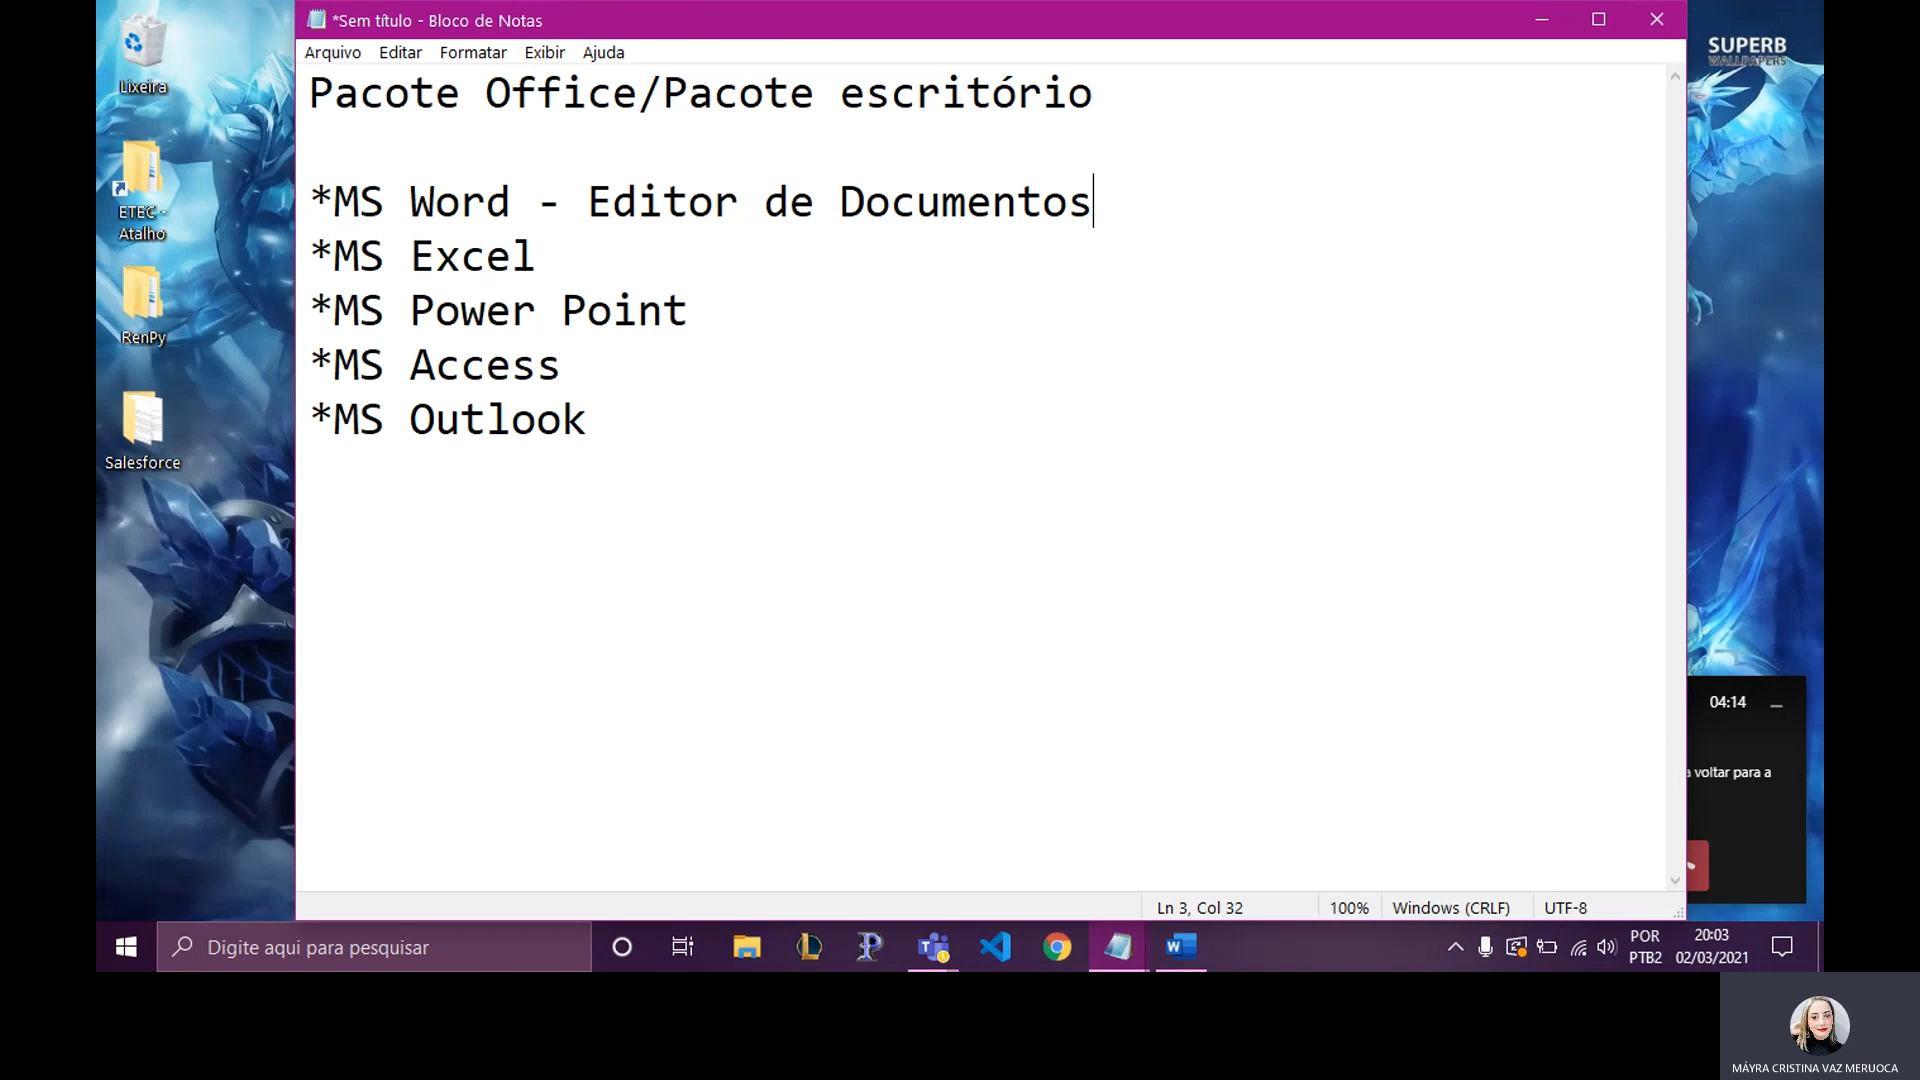 *Sem título - Bloco de Notas
Arquivo Editar Formatar Exibir Ajuda
Pacote Office/Pacote escritório
*MS Word - Editor de Documentos
*MS Excel
*MS Power Point
*MS Access
*MS Outlook
Lixeira
ETEC -
Atalho
RenPy
Salesforce
SUPERB
WALLPAPERS
04:14
a voltar para a
Ln 3, Col 32 100% Windows (CRLF) UTF-8
Digite aqui para pesquisar
POR
PTB2
20:03
02/03/2021
MÁYRA CRISTINA VAZ MERUOCA